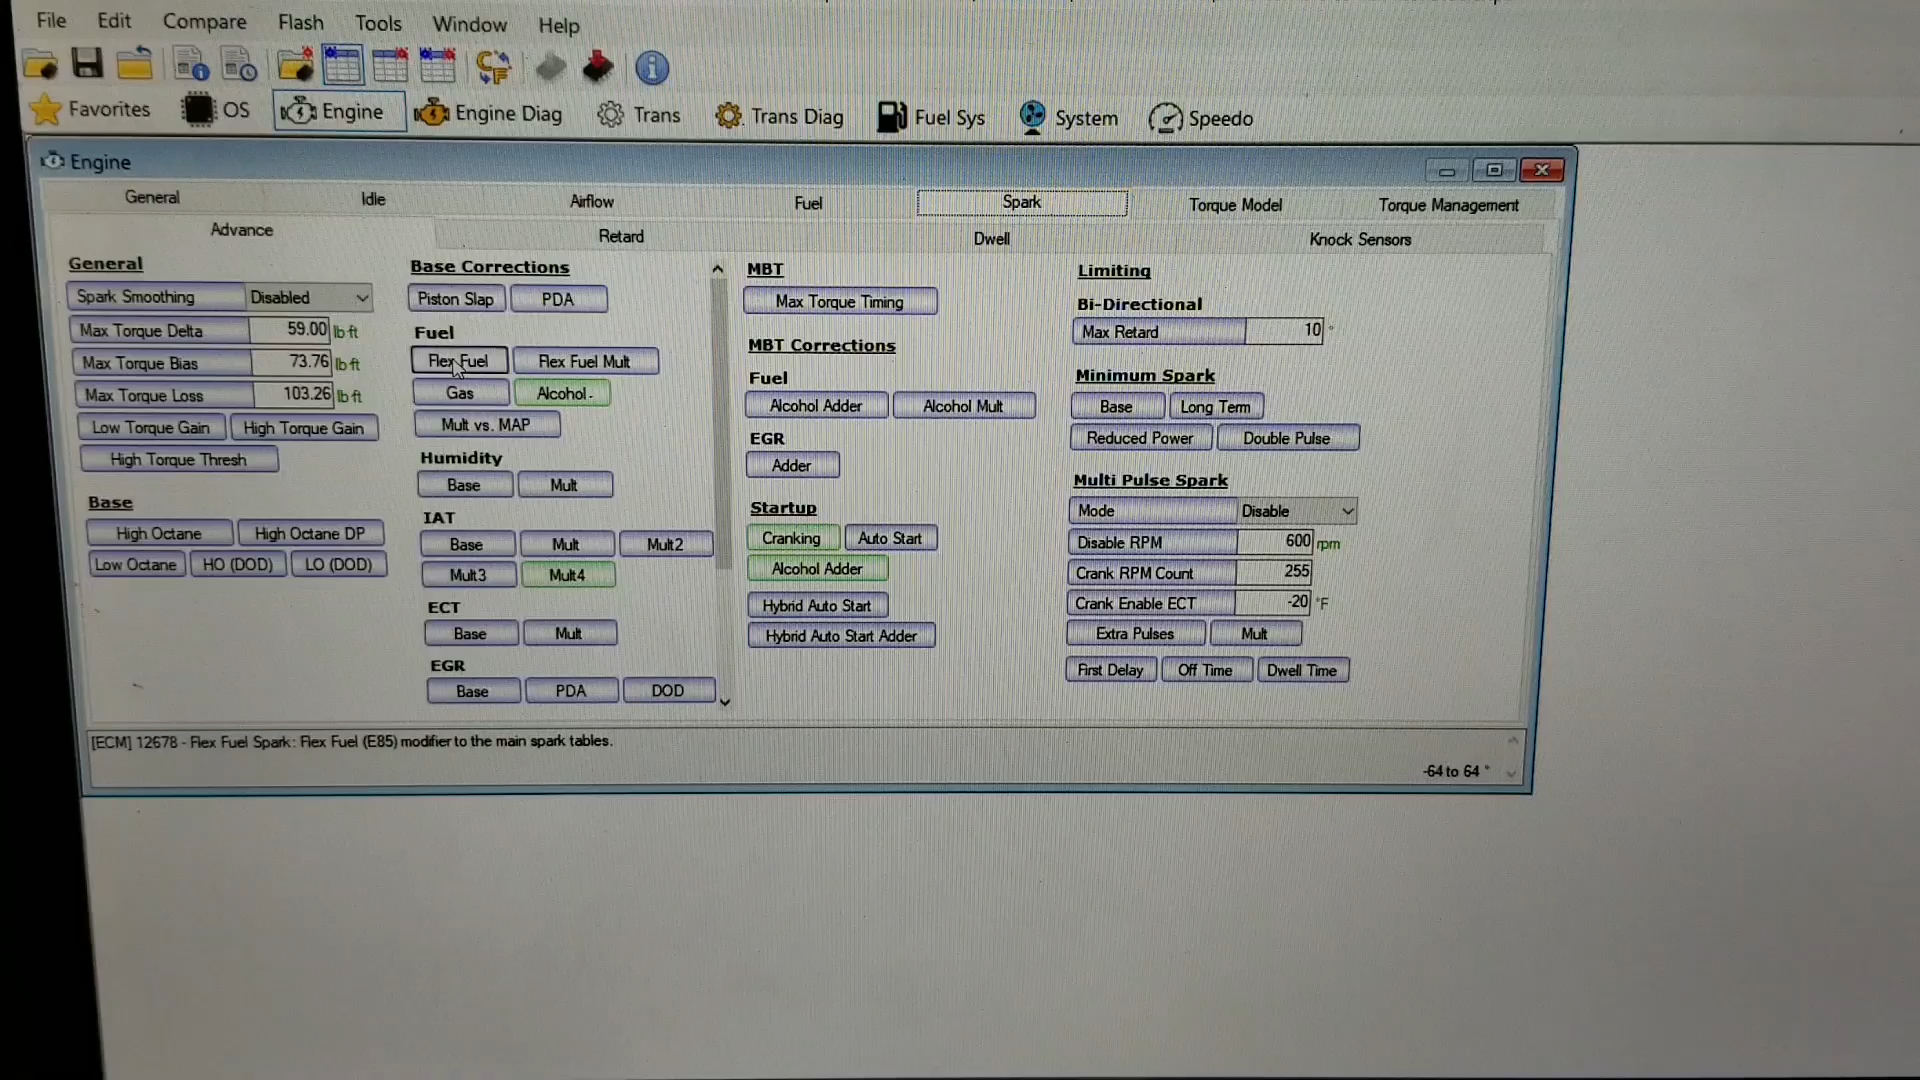 File Edit Compare Flash Tools Window Help
Favorites OS Engine Engine Diag Trans Trans Diag Fuel Sys System Speedo
Engine
General Idle Airflow Fuel Spark Torque Model Torque Management
Advance Retard Dwell Knock Sensors
General
Spark Smoothing Disabled
Max Torque Delta 59.00 lb·ft
Max Torque Bias 73.76 lb·ft
Max Torque Loss 103.26 lb·ft
Low Torque Gain High Torque Gain
High Torque Thresh
Base
High Octane High Octane DP
Low Octane HO (DOD) LO (DOD)
Base Corrections
Piston Slap PDA
Fuel
Flex Fuel Flex Fuel Mult
Gas Alcohol
Mult vs. MAP
Humidity
Base Mult
IAT
Base Mult Mult2
Mult3 Mult4
ECT
Base Mult
EGR
Base PDA DOD
MBT
Max Torque Timing
MBT Corrections
Fuel
Alcohol Adder Alcohol Mult
EGR
Adder
Startup
Cranking Auto Start
Alcohol Adder
Hybrid Auto Start
Hybrid Auto Start Adder
Limiting
Bi-Directional
Max Retard 10 °
Minimum Spark
Base Long Term
Reduced Power Double Pulse
Multi Pulse Spark
Mode Disable
Disable RPM 600 rpm
Crank RPM Count 255
Crank Enable ECT -20 °F
Extra Pulses Mult
First Delay Off Time Dwell Time
[ECM] 12678 - Flex Fuel Spark: Flex Fuel (E85) modifier to the main spark tables.
-64 to 64 °